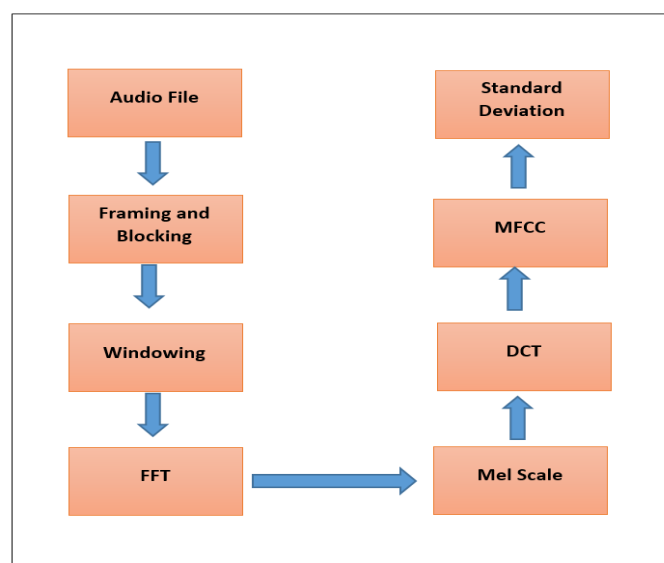 Audio File
Framing and
Blocking
Windowing
FFT
Mel Scale
DCT
MFCC
Standard
Deviation